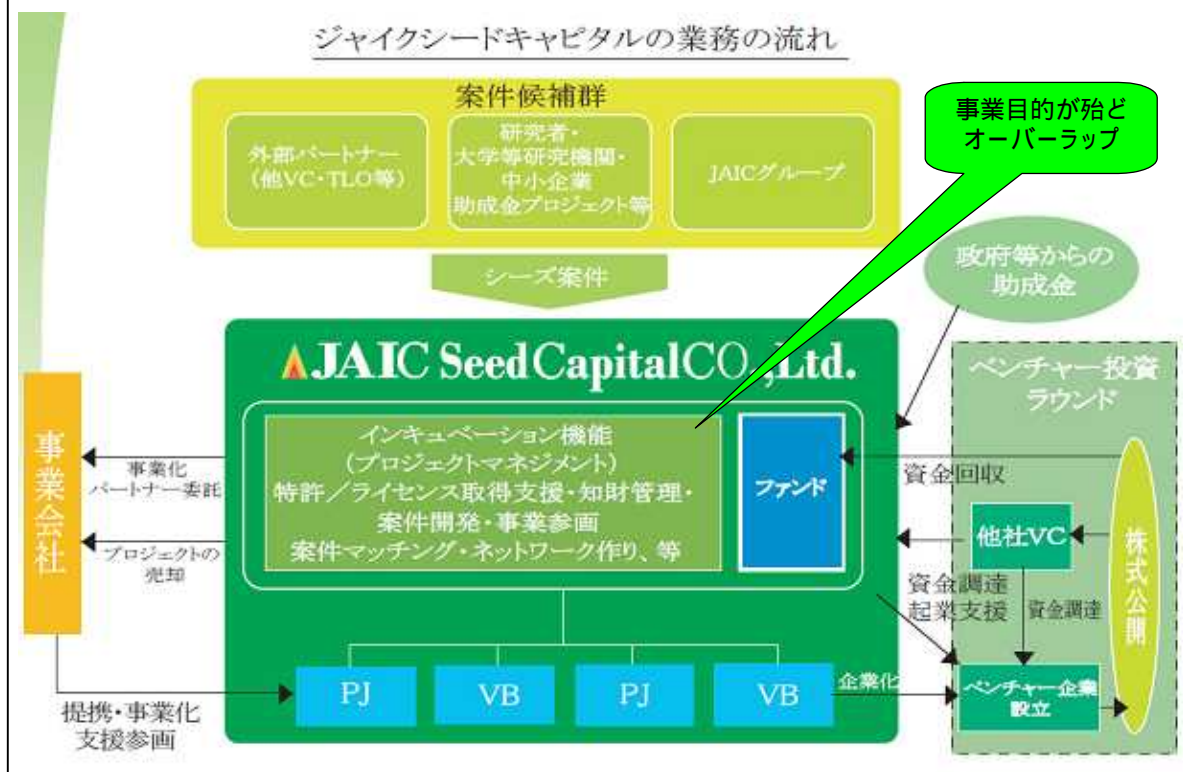 ジャイクシードキャピタルの業務の流れ
案件候補群
外部パートナー
(他VC・TLO等)
研究者・
大学等研究機関・
中小企業
助成金プロジェクト等
JAICグループ
事業目的が殆ど
オーバーラップ
シーズ案件
政府等からの
助成金
JAIC Seed Capital CO.,Ltd.
インキュベーション機能
(プロジェクトマネジメント)
特許／ライセンス取得支援・知財管理・
案件開発・事業参画
案件マッチング・ネットワーク作り、等
ファンド
事業会社
事業化
パートナー委託
プロジェクトの
売却
提携・事業化
支援参画
PJ
VB
PJ
VB
企業化
ベンチャー投資
ラウンド
資金回収
他社VC
資金調達
起業支援
資金調達
株式公開
ベンチャー企業
設立